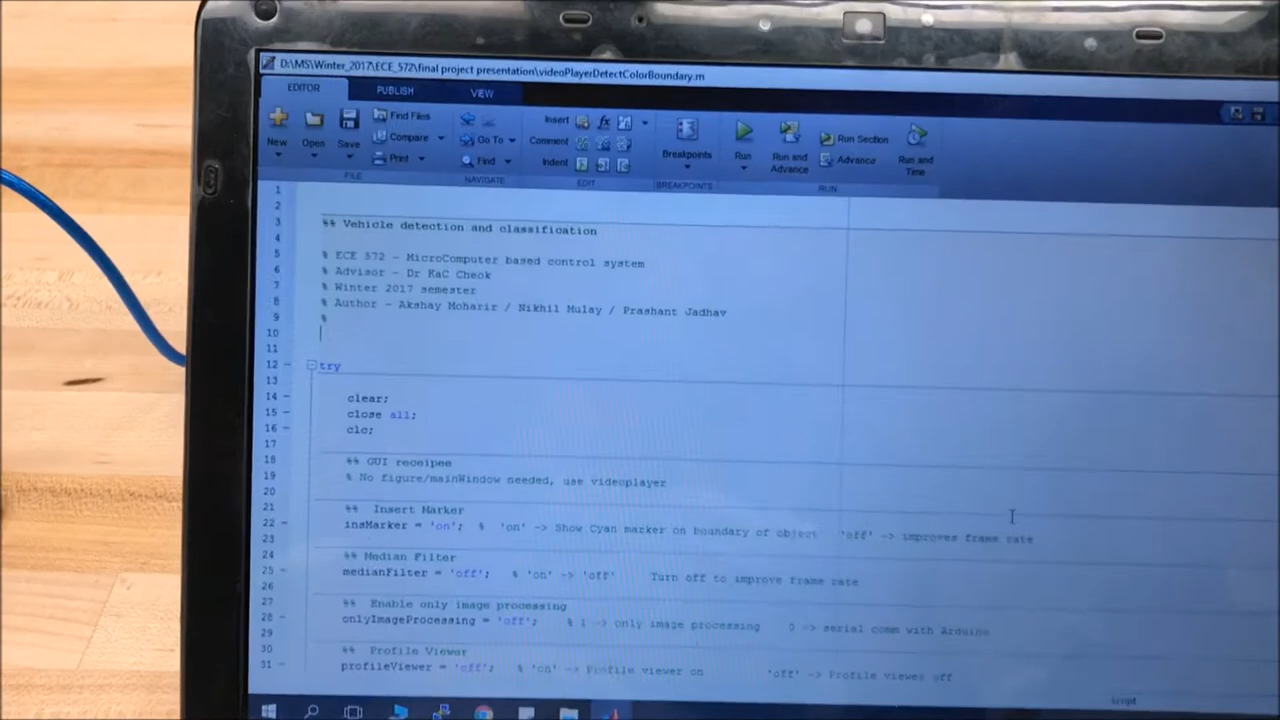 D:\MS\Winter_2017\ECE_572\final project presentation\videoPlayerDetectColorBoundary.m
EDITOR PUBLISH VIEW
New Open Save Find Files Compare Print
Go To Find
Insert fx Comment Indent
Breakpoints
Run Run and Advance Run Section Advance Run and Time
FILE NAVIGATE EDIT BREAKPOINTS RUN
1
2
3 %% Vehicle detection and classification
4
5 % ECE 572 - MicroComputer based control system
6 % Advisor - Dr KaC Cheok
7 % Winter 2017 semester
8 % Author - Akshay Moharir / Nikhil Mulay / Prashant Jadhav
9 %
10
11
12 - try
13
14 - clear;
15 - close all;
16 - clc;
17
18 %% GUI receipee
19 % No figure/mainWindow needed, use videoplayer
20
21 %% Insert Marker
22 - insMarker = 'on'; % 'on' -> Show Cyan marker on boundary of object 'off' -> improves frame rate
23
24 %% Median Filter
25 - medianFilter = 'off'; % 'on' -> 'off' Turn off to improve frame rate
26
27 %% Enable only image processing
28 - onlyImageProcessing = 'off'; % 1 -> only image processing 0 -> serial comm with Arduino
29
30 %% Profile Viewer
31 - profileViewer = 'off'; % 'on' -> Profile viewer on 'off' -> Profile viewer off
script